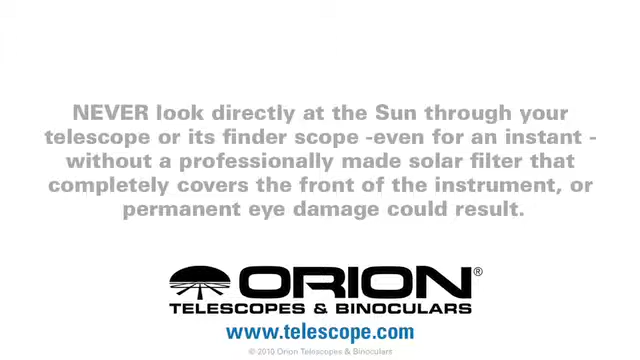 NEVER look directly at the Sun through your
telescope or its finder scope -even for an instant -
without a professionally made solar filter that
completely covers the front of the instrument, or
permanent eye damage could result.
ORION®
TELESCOPES & BINOCULARS
www.telescope.com
© 2010 Orion Telescopes & Binoculars